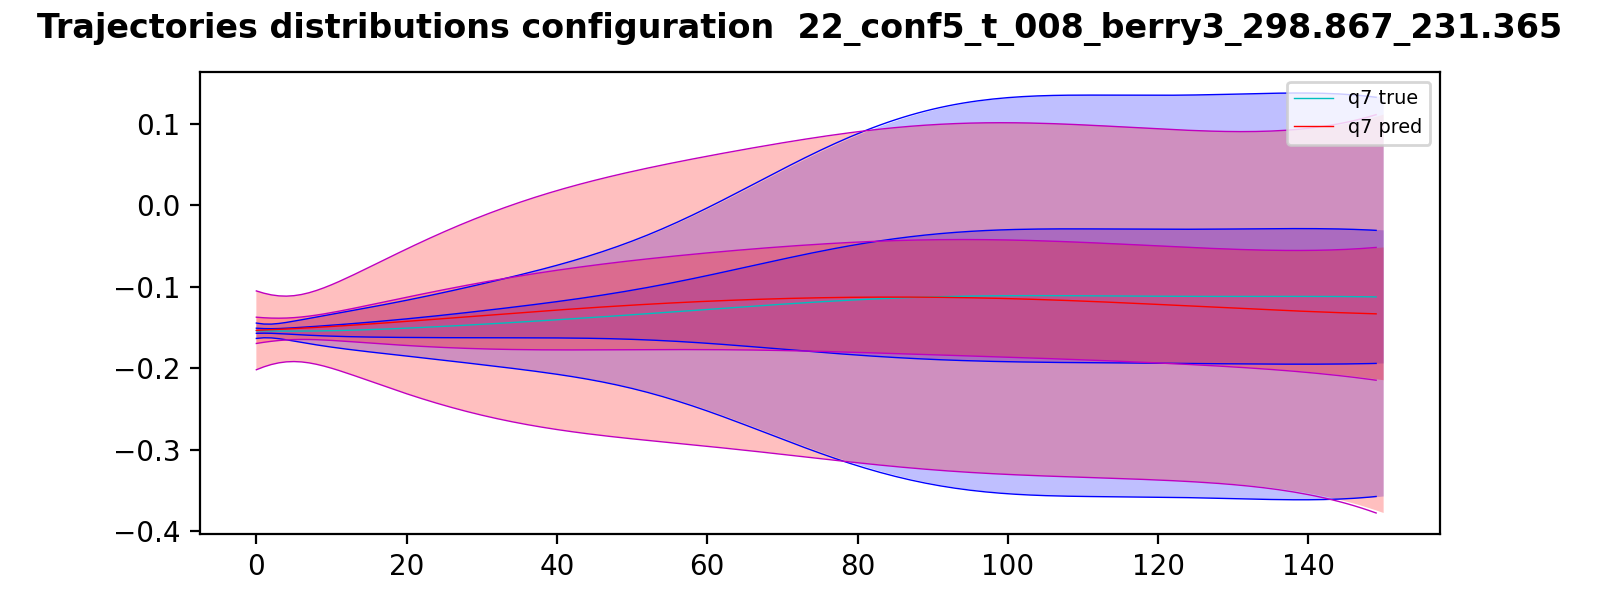 Trajectories distributions configuration  22_conf5_t_008_berry3_298.867_231.365
q7 true
q7 pred
0.1
0.0
−0.1
−0.2
−0.3
−0.4
0 20 40 60 80 100 120 140